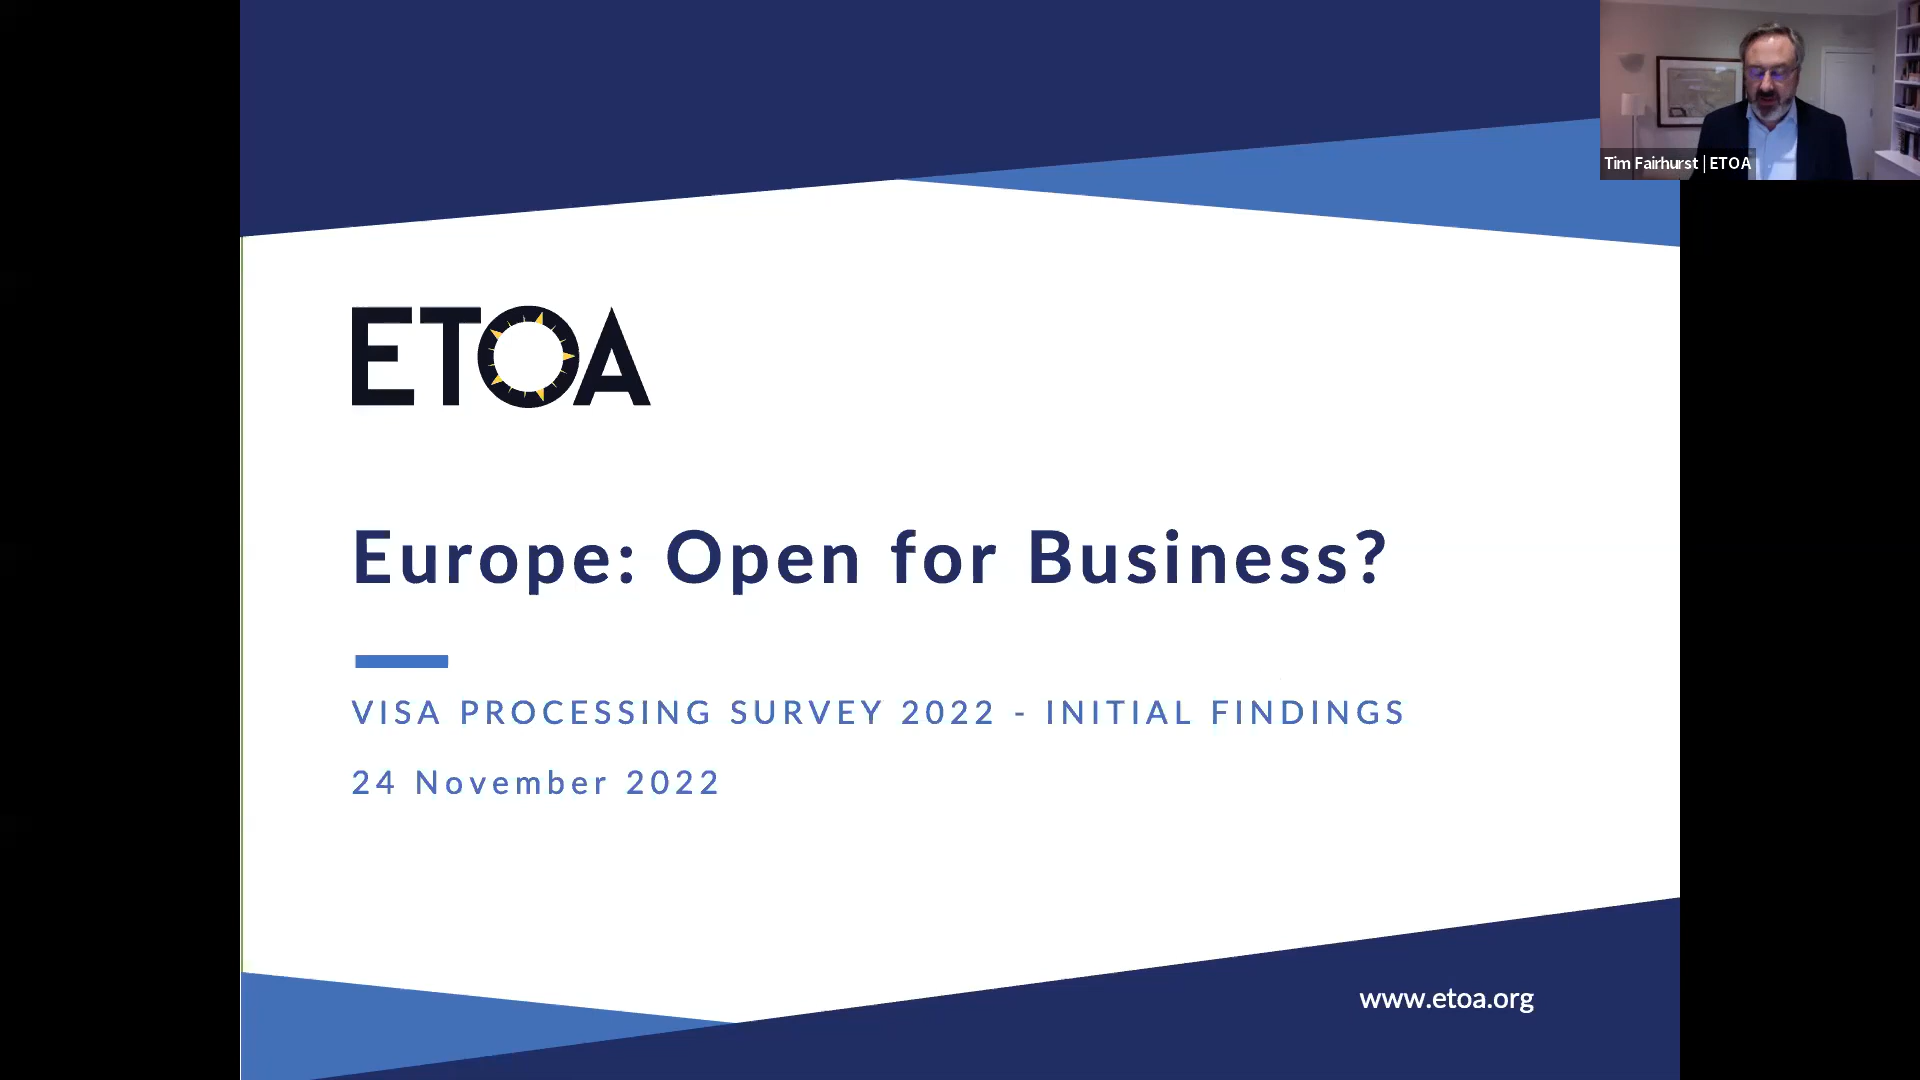 Tim Fairhurst | ETOA
ETOA
Europe: Open for Business?
VISA PROCESSING SURVEY 2022 - INITIAL FINDINGS
24 November 2022
www.etoa.org